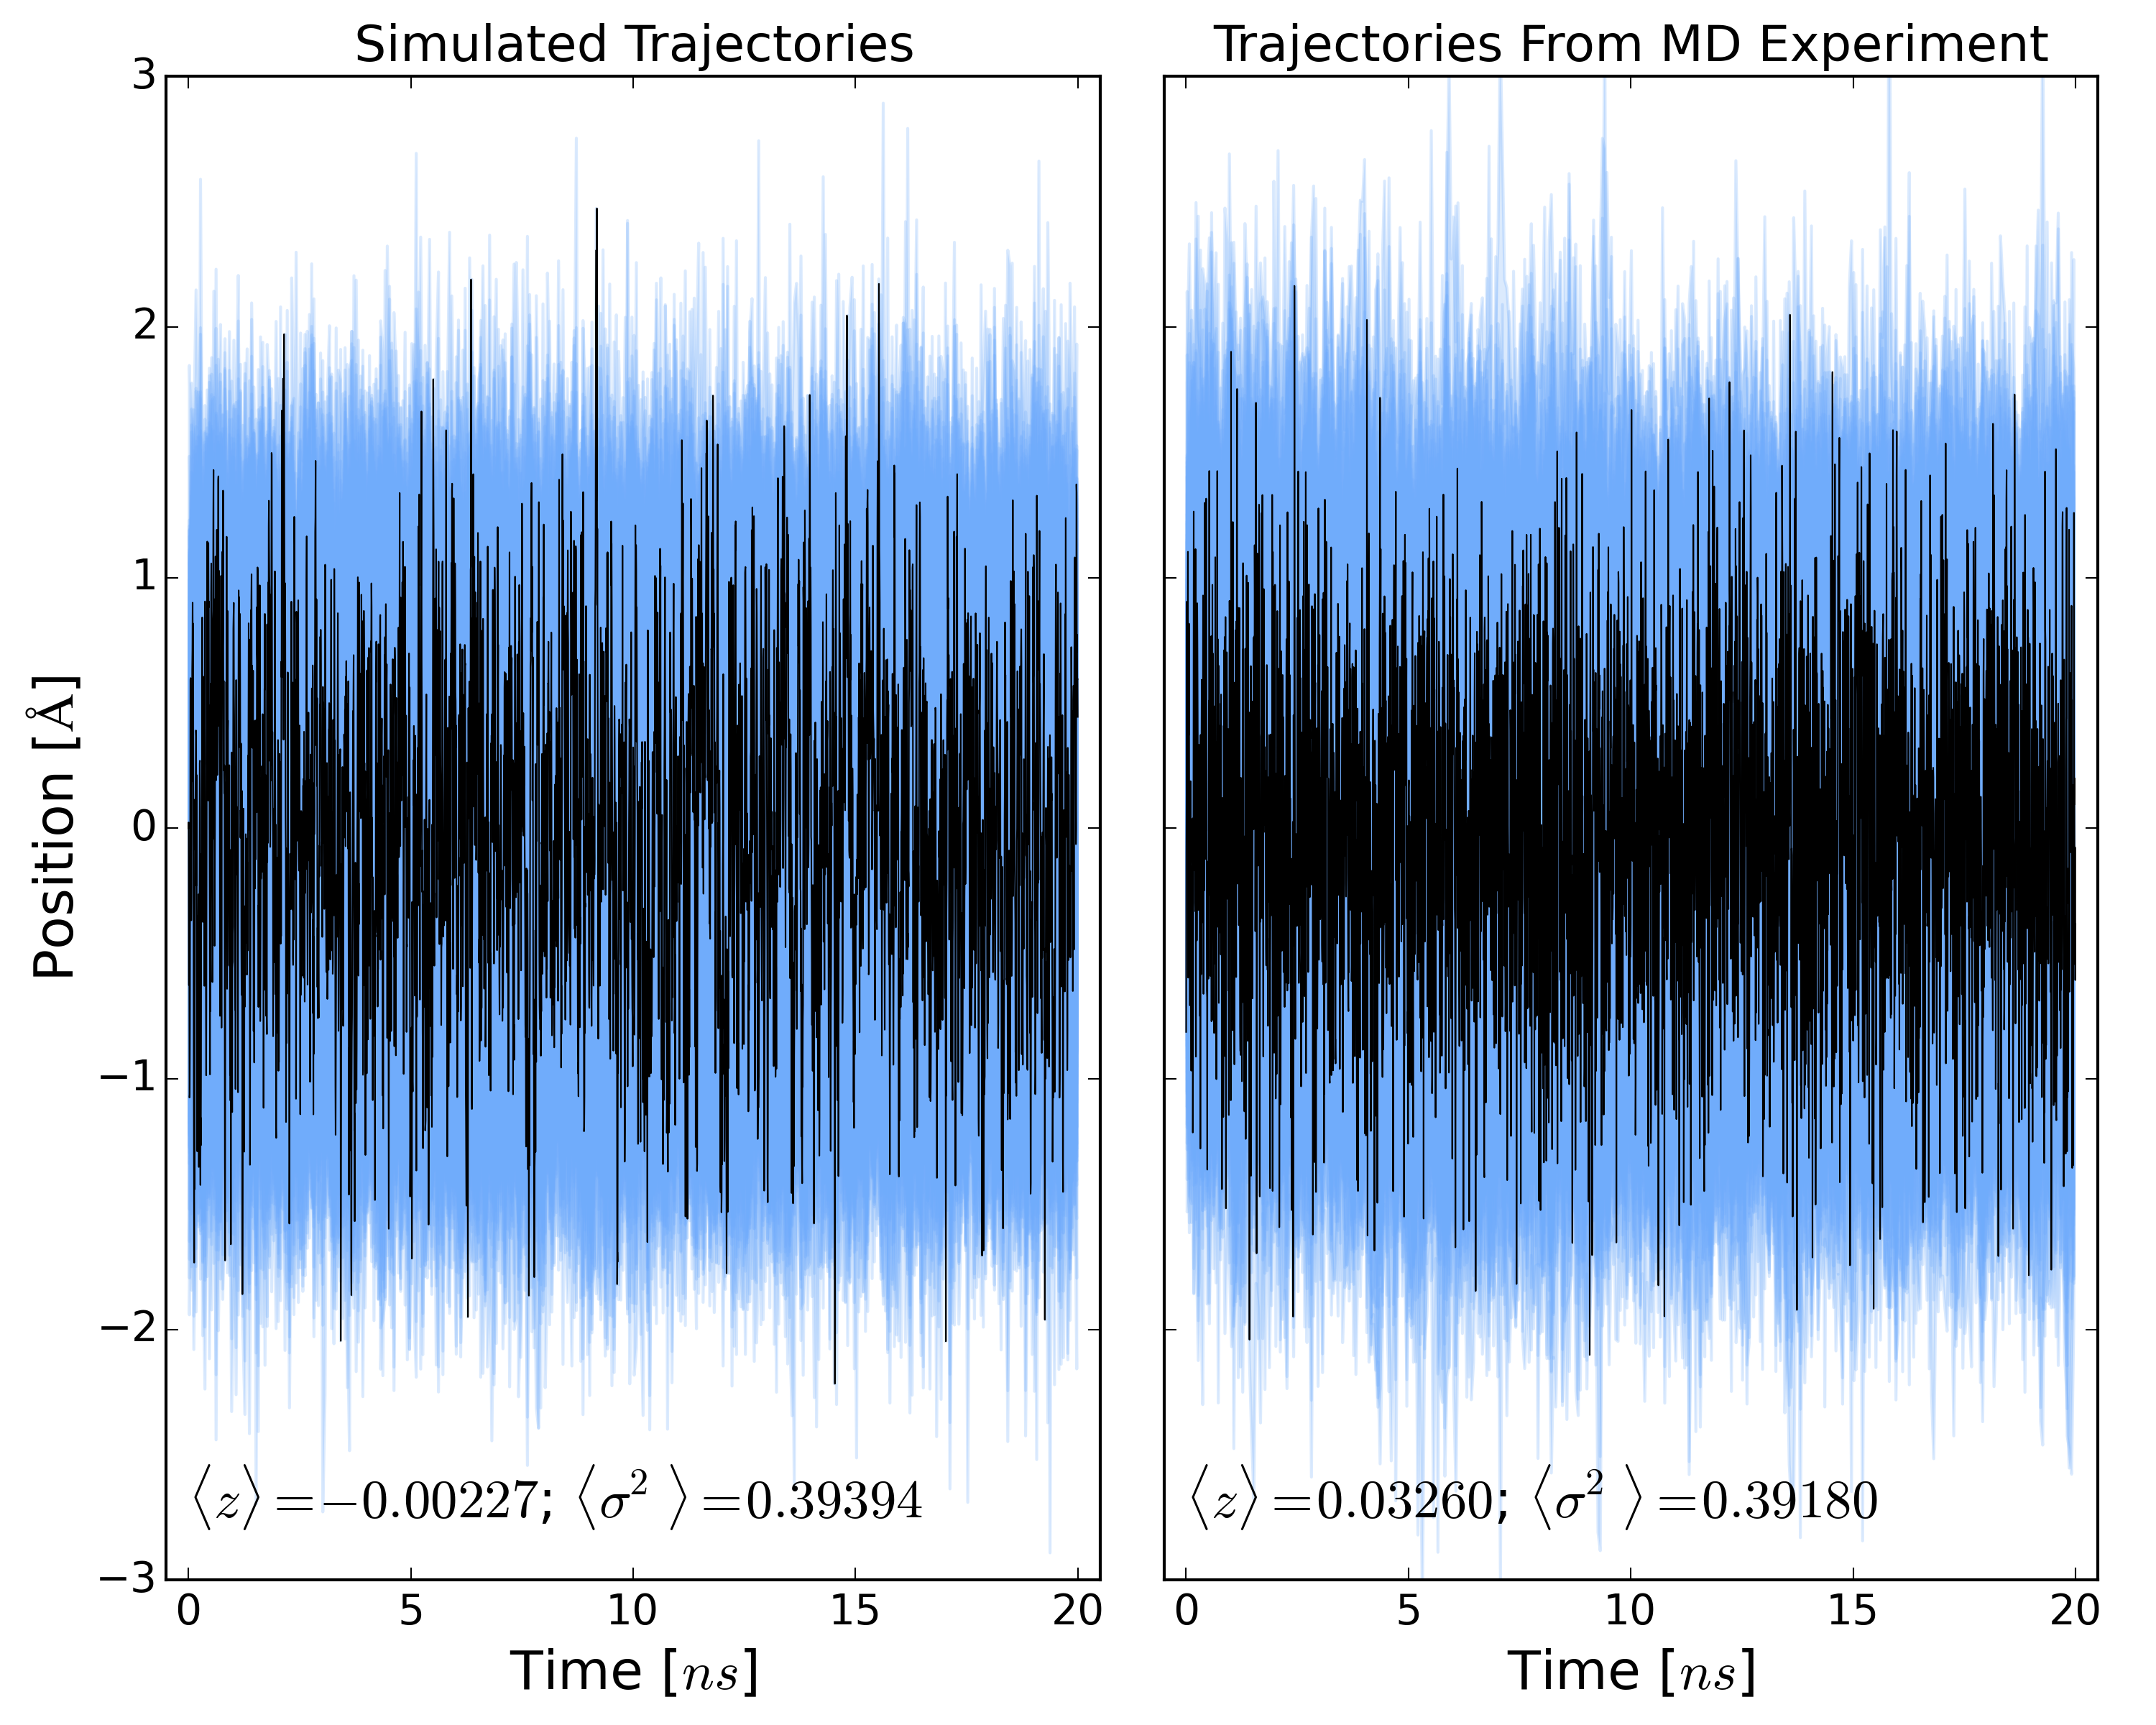 Simulated Trajectories
Trajectories From MD Experiment
Position [Å]
3
2
1
0
−1
−2
−3
⟨z⟩=−0.00227; ⟨σ²⟩=0.39394
⟨z⟩=0.03260; ⟨σ²⟩=0.39180
0 5 10 15 20
0 5 10 15 20
Time [ns]
Time [ns]